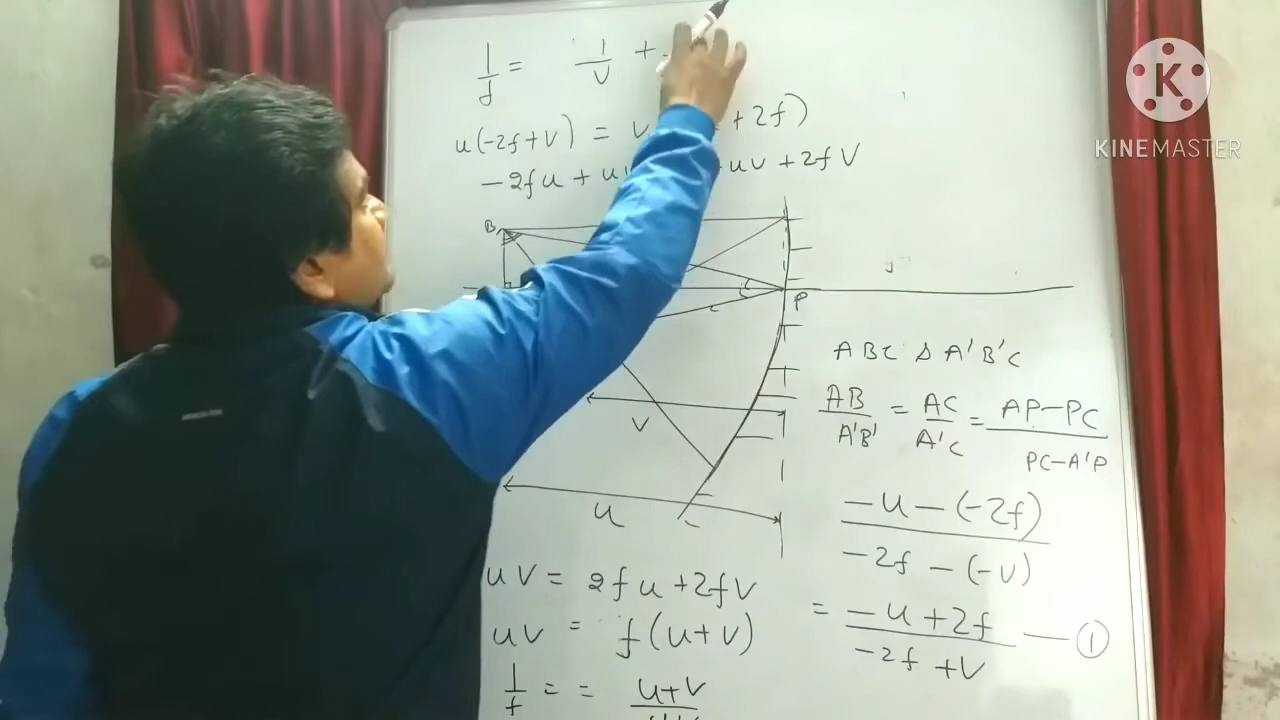 1/f = 1/v +
u(-2f+v) = v + 2f)
-2fu + u uv + 2fv
B
P
c
v
u
ABC Δ A'B'C
AB/A'B' = AC/A'C = AP-PC/PC-A'P
-u-(-2f)/-2f-(-v)
= -u+2f/-2f+v — ①
uv = 2fu+2fv
uv = f(u+v)
1/f = = u+v
K
KINEMASTER